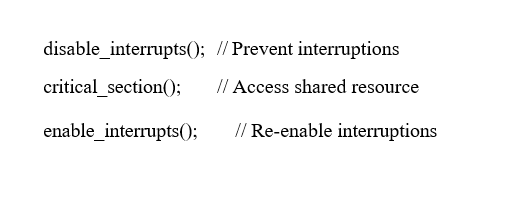 disable_interrupts(); // Prevent interruptions
critical_section(); // Access shared resource
enable_interrupts(); // Re-enable interruptions